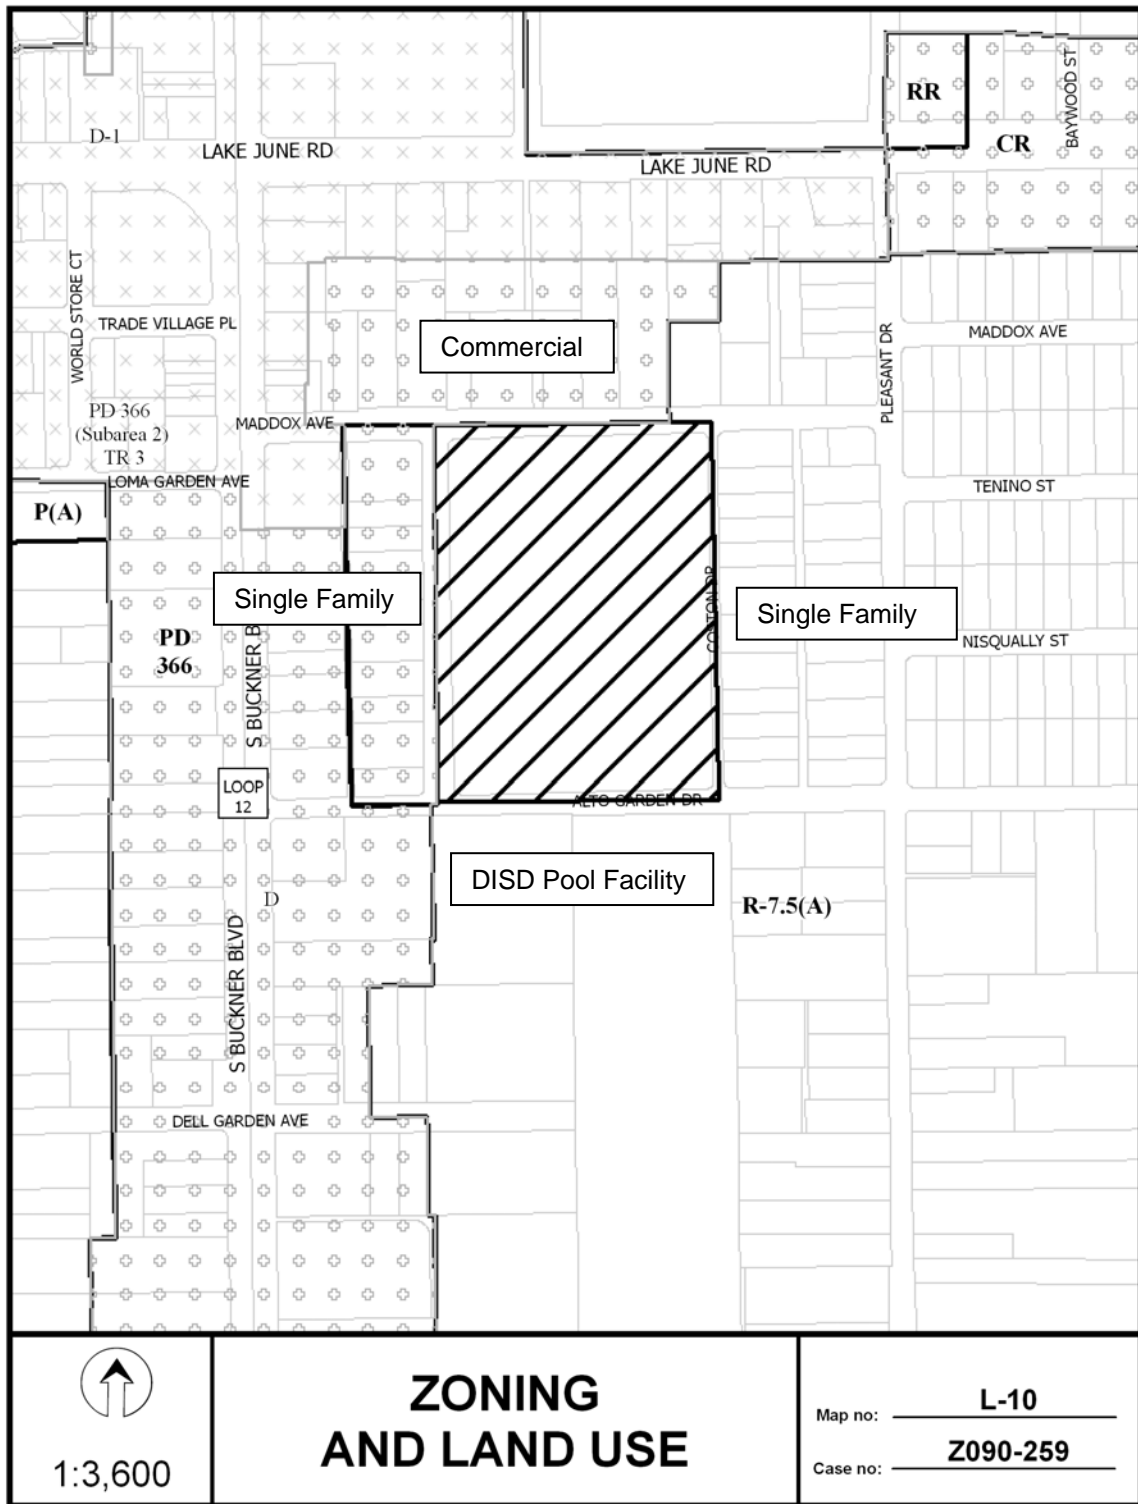 RR
BAYWOOD ST
D-1
LAKE JUNE RD
CR
LAKE JUNE RD
WORLD STORE CT
TRADE VILLAGE PL
Commercial
PLEASANT DR
MADDOX AVE
PD 366
(Subarea 2)
TR 3
MADDOX AVE
LOMA GARDEN AVE
TENINO ST
P(A)
Single Family
Single Family
COSTON DR
NISQUALLY ST
PD
366
S BUCKNER B
LOOP
12
ALTO GARDEN DR
DISD Pool Facility
D
R-7.5(A)
S BUCKNER BLVD
DELL GARDEN AVE
1:3,600
ZONING
AND LAND USE
Map no: L-10
Case no: Z090-259